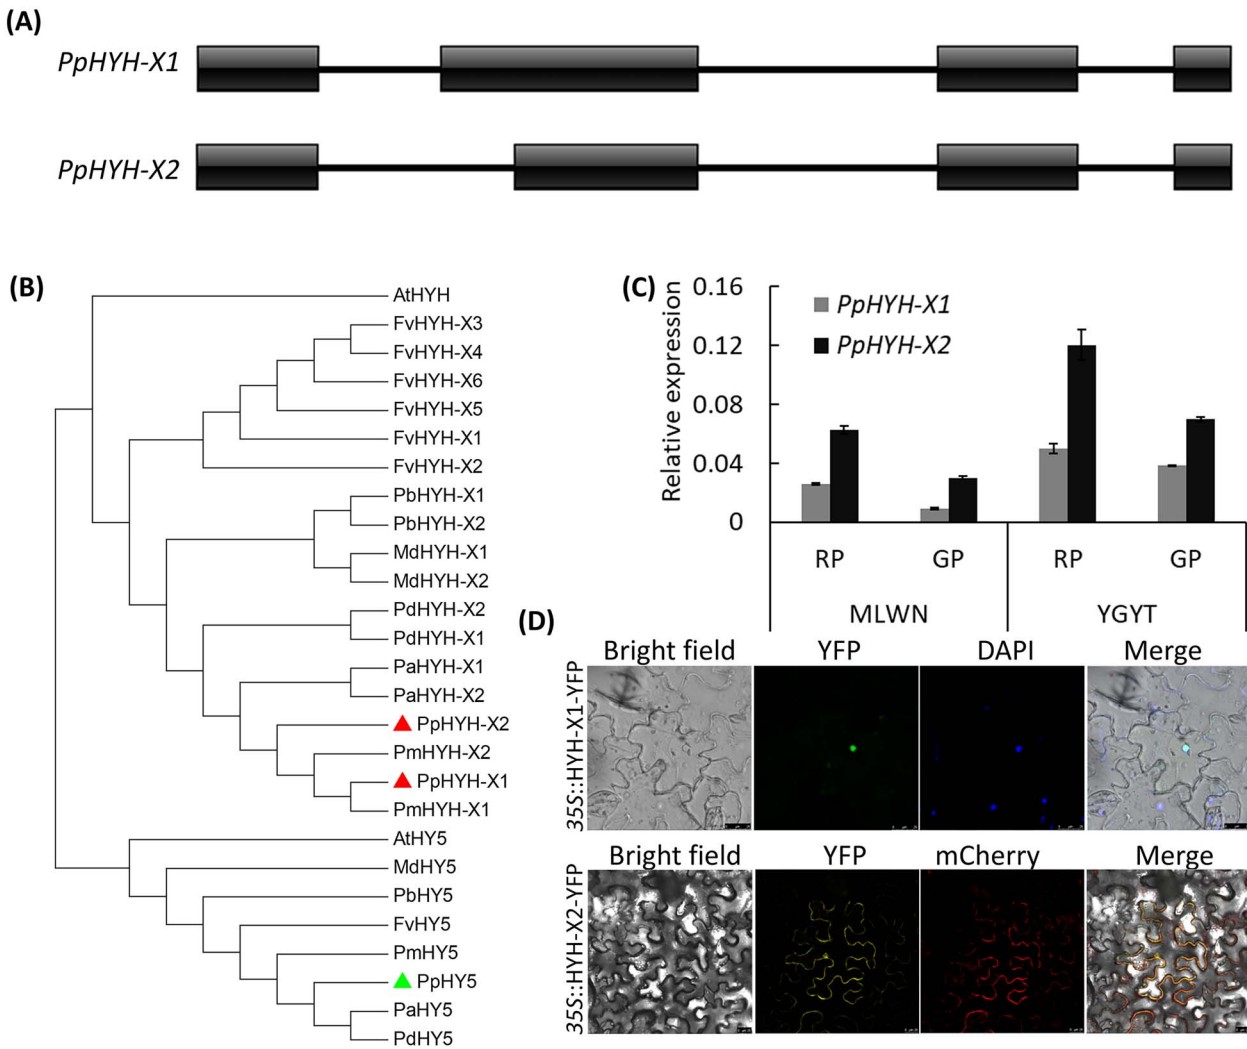 (A)
PpHYH-X1
PpHYH-X2
(B)
AtHYH
FvHYH-X3
FvHYH-X4
FvHYH-X6
FvHYH-X5
FvHYH-X1
FvHYH-X2
PbHYH-X1
PbHYH-X2
MdHYH-X1
MdHYH-X2
PdHYH-X2
PdHYH-X1
PaHYH-X1
PaHYH-X2
PpHYH-X2
PmHYH-X2
PpHYH-X1
PmHYH-X1
AtHY5
MdHY5
PbHY5
FvHY5
PmHY5
PpHY5
PaHY5
PdHY5
(C)
Relative expression
0.16
0.12
0.08
0.04
0
PpHYH-X1
PpHYH-X2
RP GP RP GP
MLWN YGYT
(D)
Bright field YFP DAPI Merge
35S::HYH-X1-YFP
Bright field YFP mCherry Merge
35S::HYH-X2-YFP